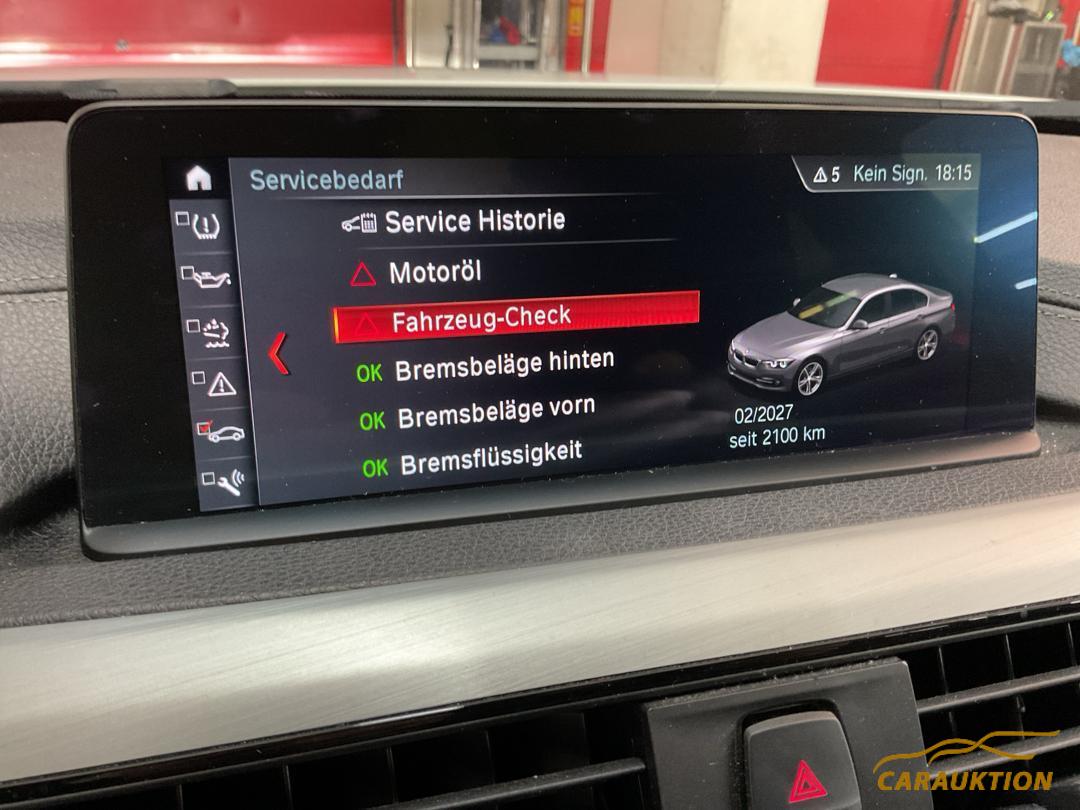 Servicebedarf
5 Kein Sign. 18:15
Service Historie
Motoröl
Fahrzeug-Check
OK Bremsbeläge hinten
OK Bremsbeläge vorn
OK Bremsflüssigkeit
02/2027
seit 2100 km
CARAUKTION